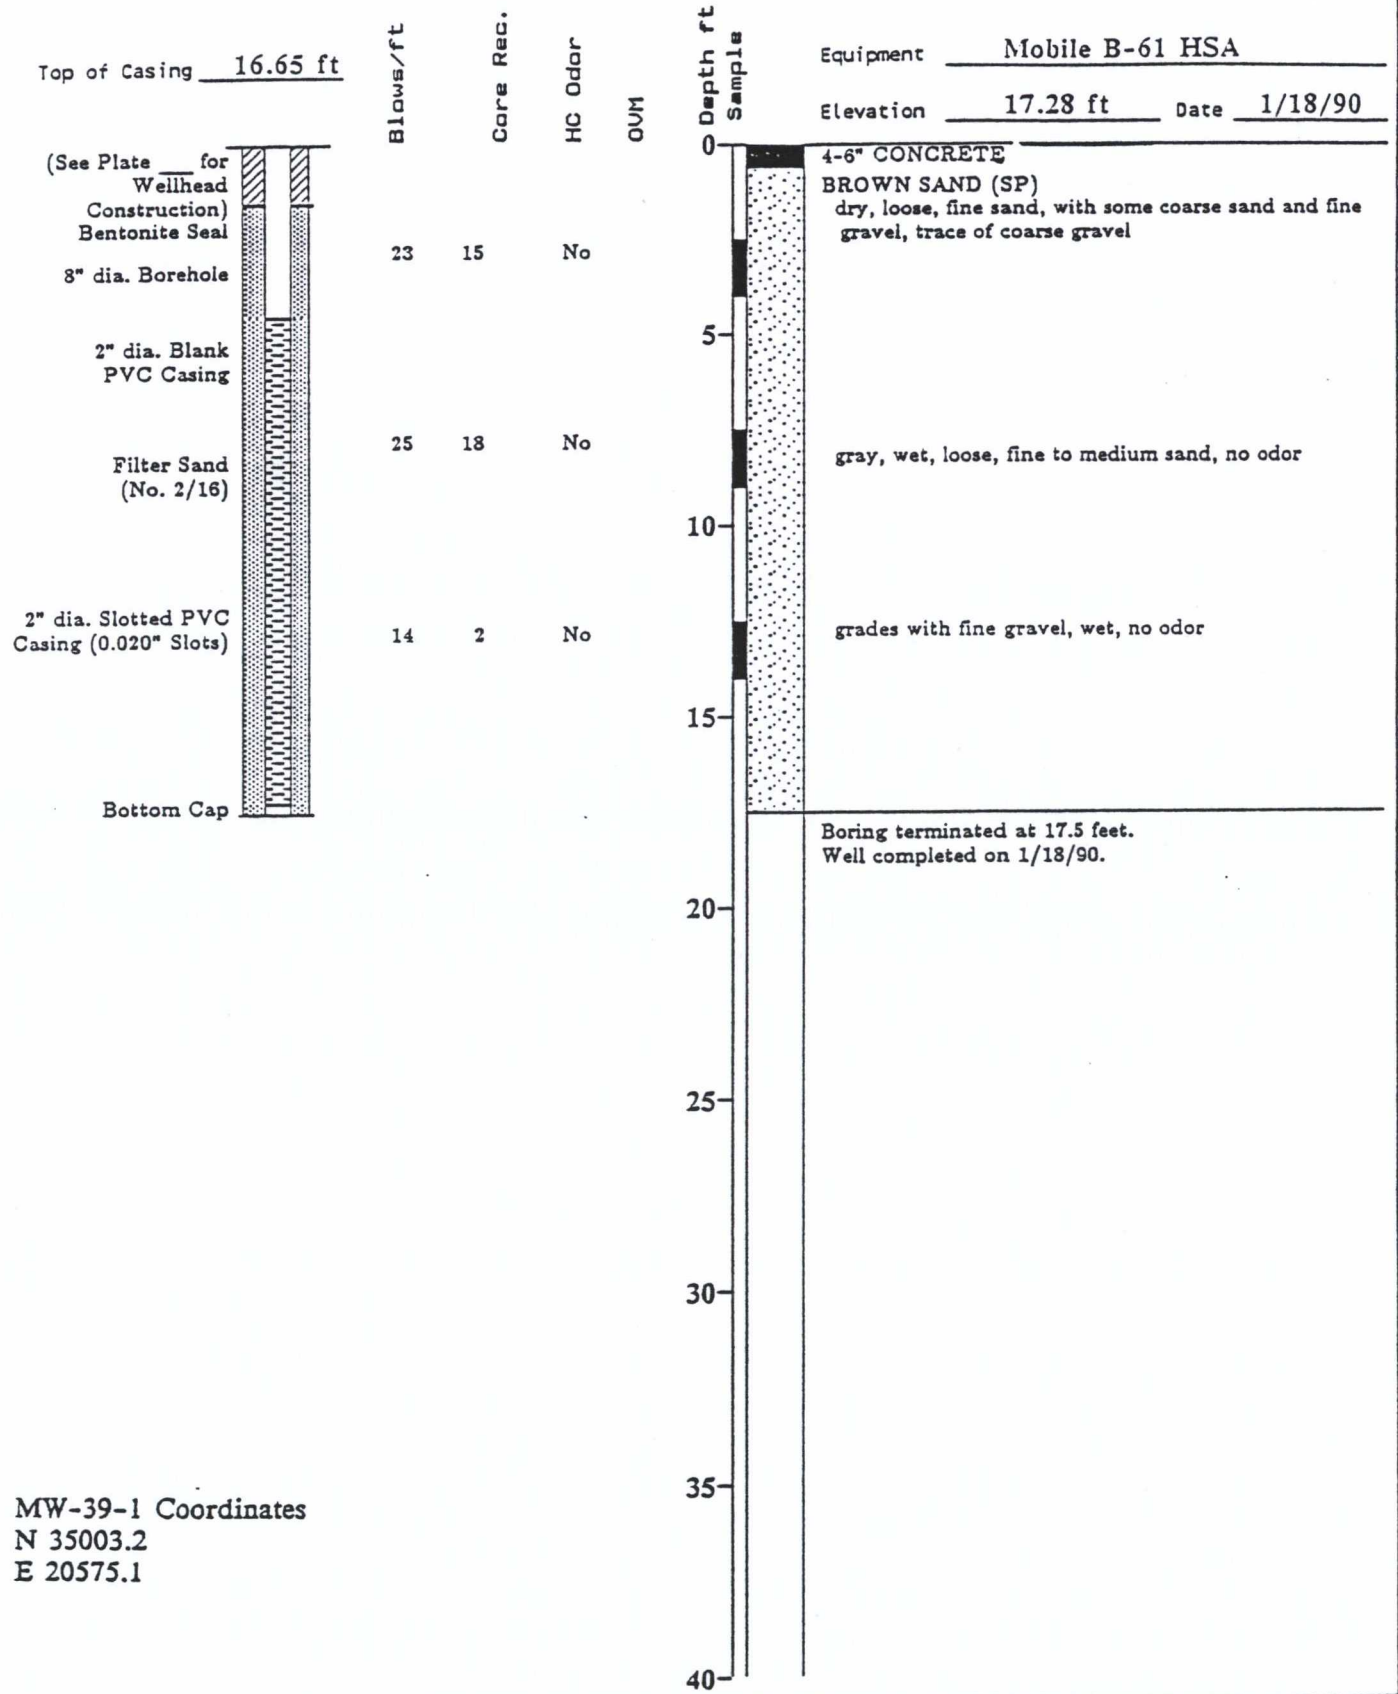 Top of Casing 16.65 ft
Blows/ft
Core Rec.
HC Odor
OVM
Depth ft
Sample
Equipment Mobile B-61 HSA
Elevation 17.28 ft Date 1/18/90
(See Plate ___ for
Wellhead
Construction)
Bentonite Seal
8" dia. Borehole
2" dia. Blank
PVC Casing
Filter Sand
(No. 2/16)
2" dia. Slotted PVC
Casing (0.020" Slots)
Bottom Cap
23 15 No
25 18 No
14 2 No
0
5
10
15
20
25
30
35
40
4-6" CONCRETE
BROWN SAND (SP)
dry, loose, fine sand, with some coarse sand and fine
gravel, trace of coarse gravel
gray, wet, loose, fine to medium sand, no odor
grades with fine gravel, wet, no odor
Boring terminated at 17.5 feet.
Well completed on 1/18/90.
MW-39-1 Coordinates
N 35003.2
E 20575.1